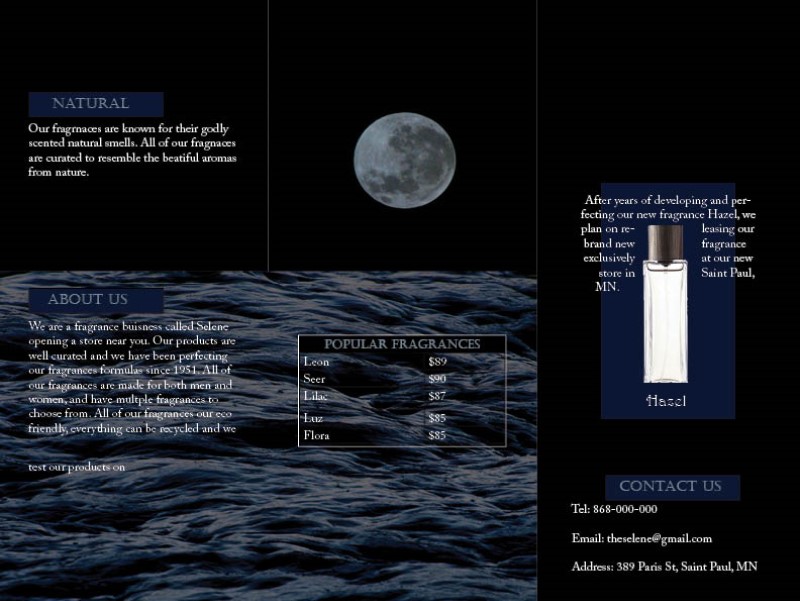 NATURAL
Our fragrnaces are known for their godly
scented natural smells. All of our fragnaces
are curated to resemble the beatiful aromas
from nature.
ABOUT US
We are a fragrance buisness called Selene
opening a store near you. Our products are
well curated and we have been perfecting
our fragrances formulas since 1951. All of
our fragrances are made for both men and
women, and have multple fragrances to
choose from. All of our fragrances our eco
friendly, everything can be recycled and we
test our products on
POPULAR FRAGRANCES
Leon $89
Seer $90
Lilac $87
Luz $85
Flora $85
After years of developing and per-
fecting our new fragrance Hazel, we
plan on re- leasing our
brand new fragrance
exclusively at our new
store in Saint Paul,
MN.
Hazel
CONTACT US
Tel: 868-000-000
Email: theselene@gmail.com
Address: 389 Paris St, Saint Paul, MN